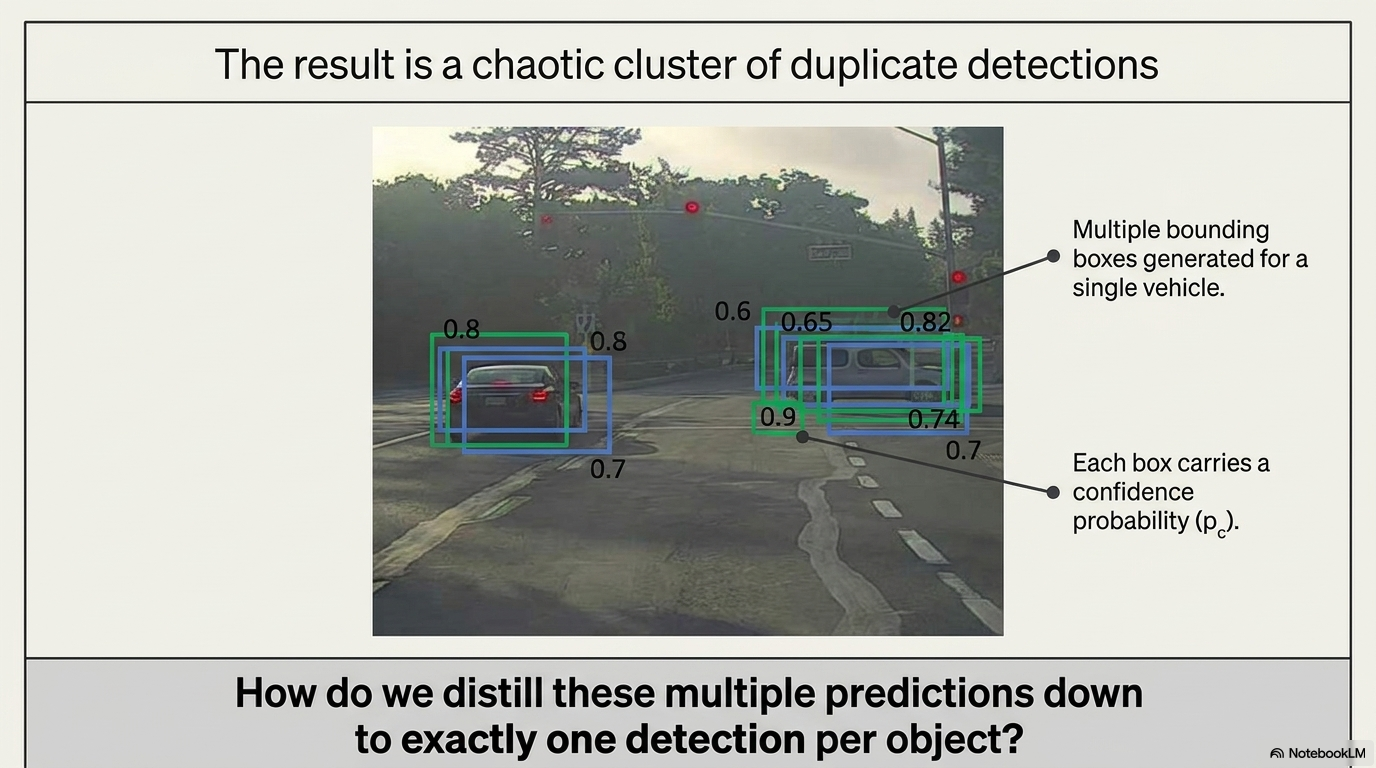 The result is a chaotic cluster of duplicate detections
Multiple bounding
boxes generated for a
single vehicle.
0.6
0.65
0.82
0.8
0.8
0.9
0.74
0.7
0.7
Each box carries a
confidence
probability (pc).
How do we distill these multiple predictions down
to exactly one detection per object?
NotebookLM